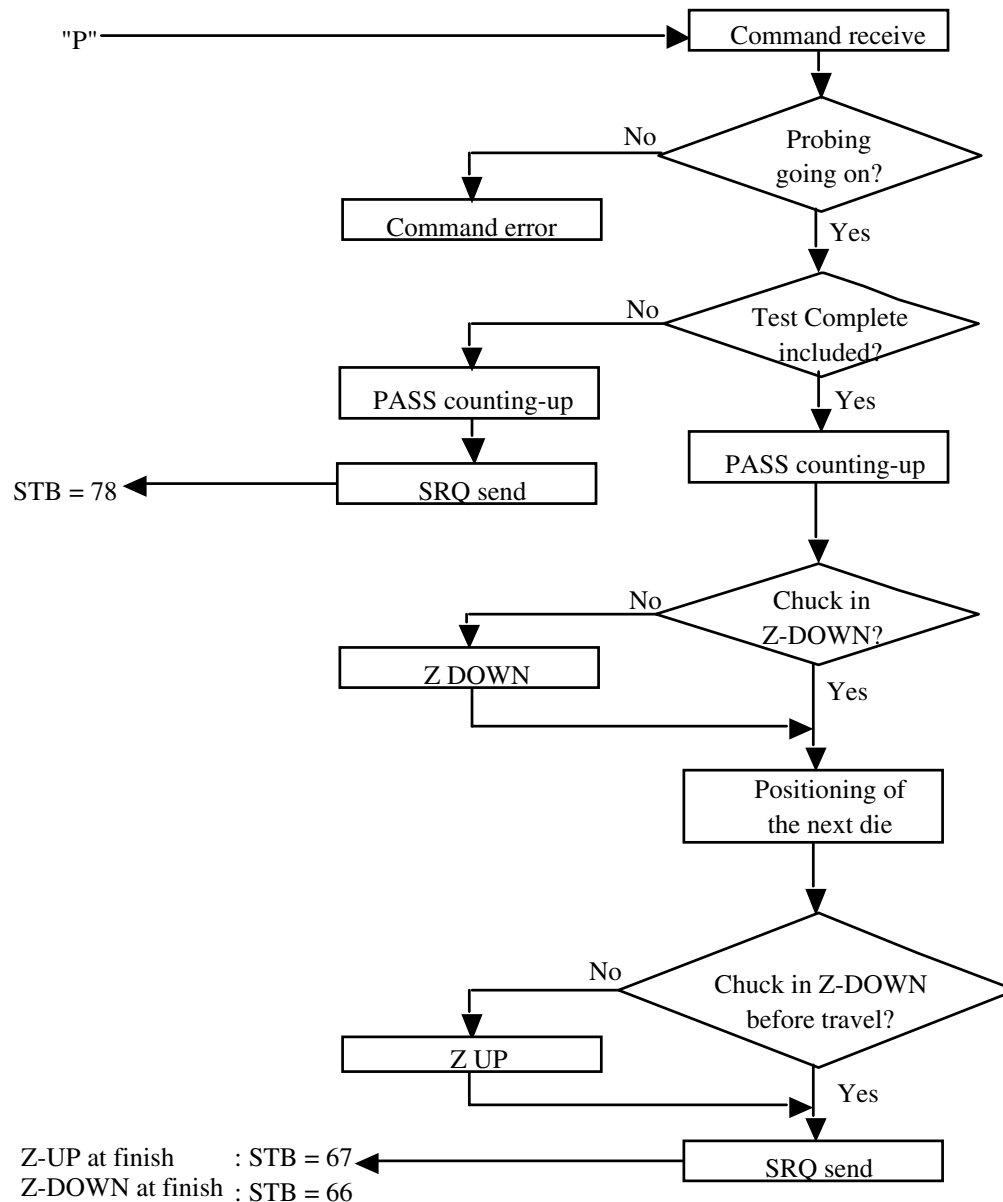 "P"
Command receive
No
Probing
going on?
Command error
Yes
No
Test Complete
included?
PASS counting-up
Yes
PASS counting-up
STB = 78
SRQ send
No
Chuck in
Z-DOWN?
Z DOWN
Yes
Positioning of
the next die
No
Chuck in Z-DOWN
before travel?
Z UP
Yes
Z-UP at finish : STB = 67
SRQ send
Z-DOWN at finish : STB = 66